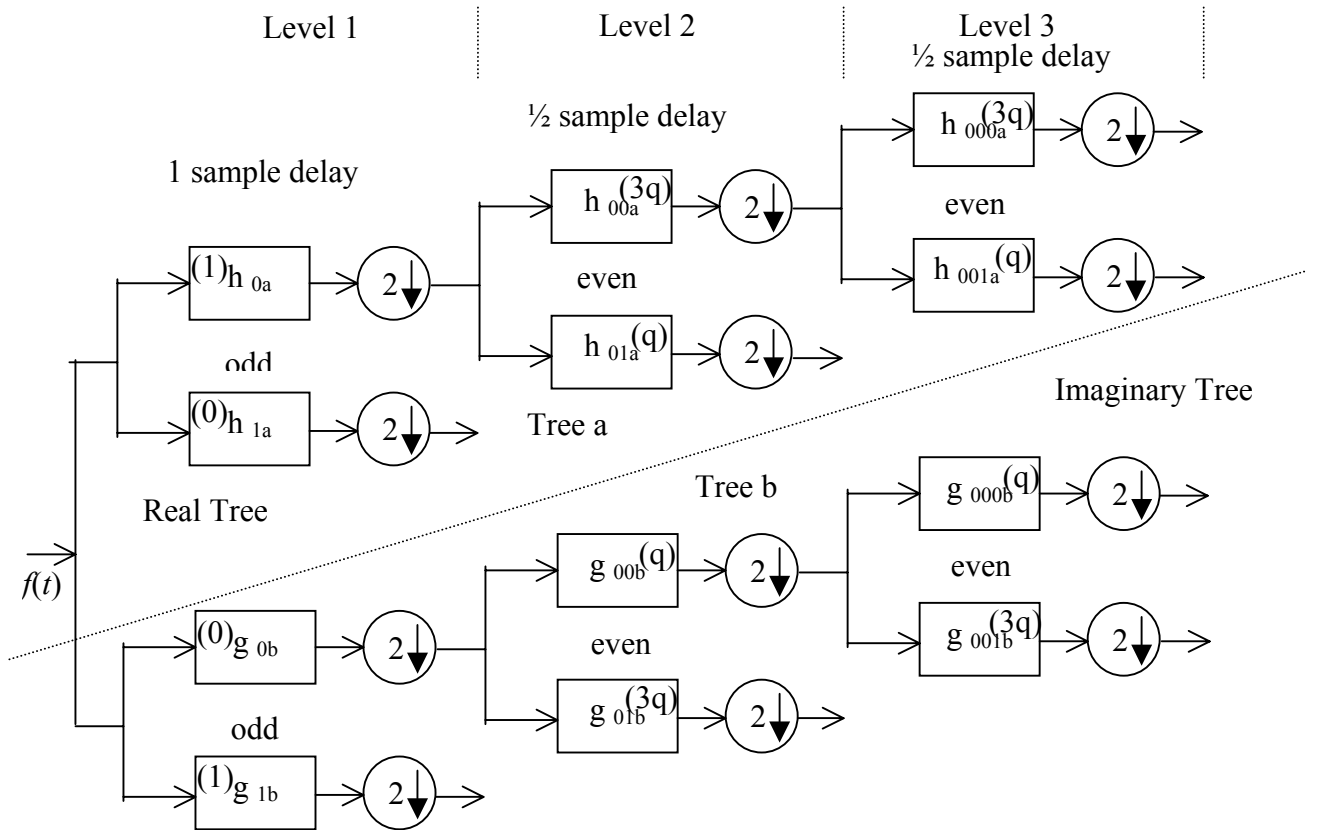 Level 1
Level 2
Level 3
½ sample delay
½ sample delay
1 sample delay
h 000a (3q)
2
h 00a (3q)
2
even
(1) h 0a
2
even
h 001a (q)
2
odd
h 01a (q)
2
(0) h 1a
2
Tree a
Imaginary Tree
Real Tree
Tree b
g 000b (q)
2
f(t)
g 00b (q)
2
even
(0) g 0b
2
even
g 001b (3q)
2
odd
g 01b (3q)
2
(1) g 1b
2